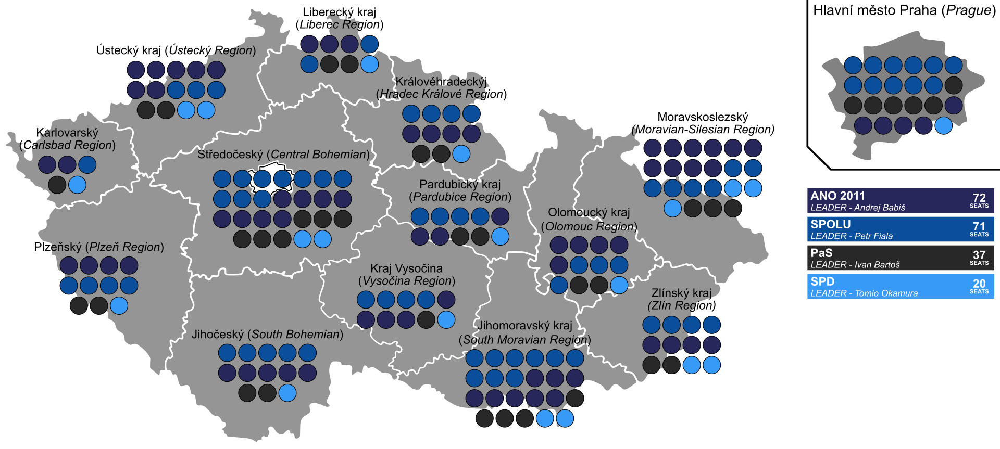 Liberecký kraj
(Liberec Region)
Hlavní město Praha (Prague)
Ústecký kraj (Ústecký Region)
Královéhradeckýj
(Hradec Králové Region)
Moravskoslezský
(Moravian-Silesian Region)
Karlovarský
(Carlsbad Region)
Středočeský (Central Bohemian)
Pardubický kraj
(Pardubice Region)
Olomoucký kraj
(Olomouc Region)
Plzeňský (Plzeň Region)
Kraj Vysočina
(Vysočina Region)
Zlínský kraj
(Zlín Region)
Jihočeský (South Bohemian)
Jihomoravský kraj
(South Moravian Region)
ANO 2011 72
LEADER - Andrej Babiš SEATS
SPOLU 71
LEADER - Petr Fiala SEATS
PaS 37
LEADER - Ivan Bartoš SEATS
SPD 20
LEADER - Tomio Okamura SEATS